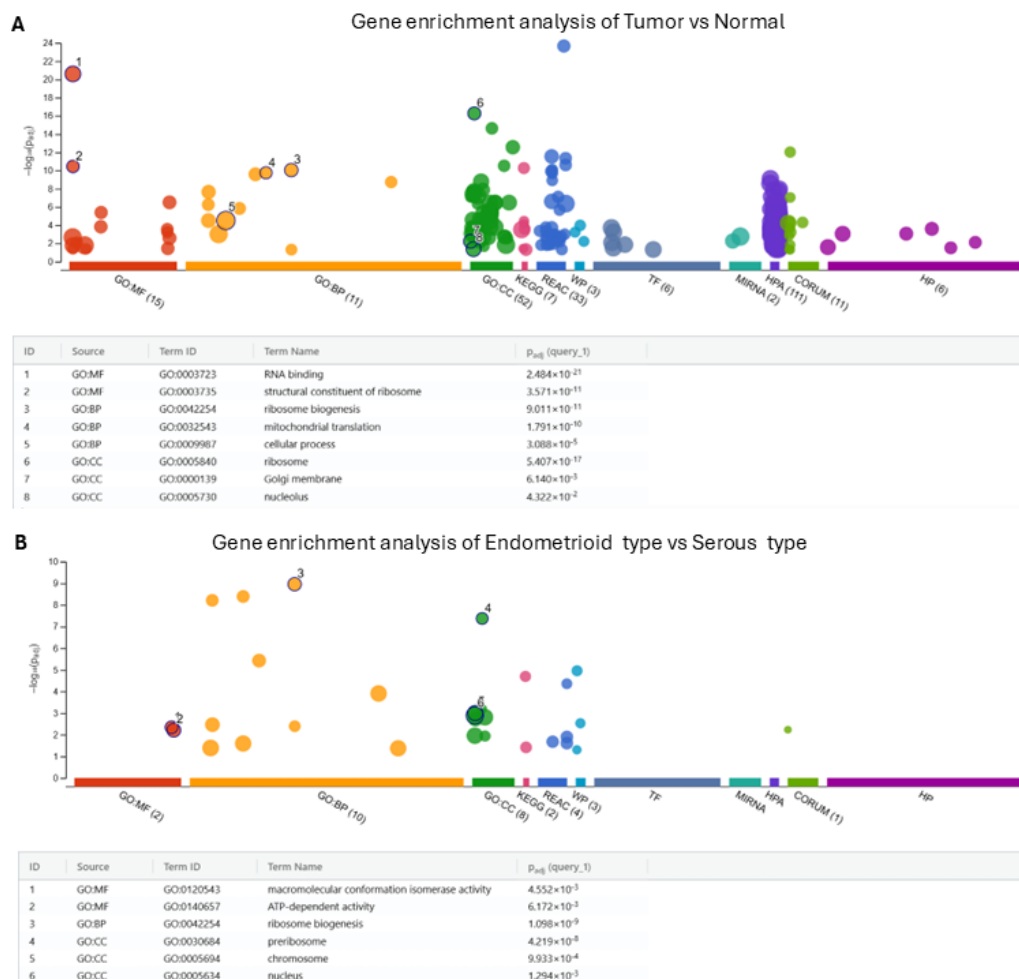 A
Gene enrichment analysis of Tumor vs Normal
-log₁₀(p_adj)
24
22
20
18
16
14
12
10
8
6
4
2
0
1
2
3
4
5
6
7
8
GO:MF (15)
GO:BP (11)
GO:CC (52)
KEGG (7)
REAC (33)
WP (3)
TF (6)
MIRNA (2)
HPA (111)
CORUM (11)
HP (6)
ID Source Term ID Term Name p_adj (query_1)
1 GO:MF GO:0003723 RNA binding 2.484×10⁻²¹
2 GO:MF GO:0003735 structural constituent of ribosome 3.571×10⁻¹¹
3 GO:BP GO:0042254 ribosome biogenesis 9.011×10⁻¹¹
4 GO:BP GO:0032543 mitochondrial translation 1.791×10⁻¹⁰
5 GO:BP GO:0009987 cellular process 3.088×10⁻⁵
6 GO:CC GO:0005840 ribosome 5.407×10⁻¹⁷
7 GO:CC GO:0000139 Golgi membrane 6.140×10⁻³
8 GO:CC GO:0005730 nucleolus 4.322×10⁻²
B
Gene enrichment analysis of Endometrioid type vs Serous type
-log₁₀(p_adj)
10
9
8
7
6
5
4
3
2
1
0
2
3
4
6
GO:MF (2)
GO:BP (10)
GO:CC (8)
KEGG (2)
REAC (4)
WP (3)
TF
MIRNA
HPA
CORUM (1)
HP
ID Source Term ID Term Name p_adj (query_1)
1 GO:MF GO:0120543 macromolecular conformation isomerase activity 4.552×10⁻³
2 GO:MF GO:0140657 ATP-dependent activity 6.172×10⁻³
3 GO:BP GO:0042254 ribosome biogenesis 1.098×10⁻⁹
4 GO:CC GO:0030684 preribosome 4.219×10⁻⁸
5 GO:CC GO:0005694 chromosome 9.933×10⁻⁴
6 GO:CC GO:0005634 nucleus 1.294×10⁻³